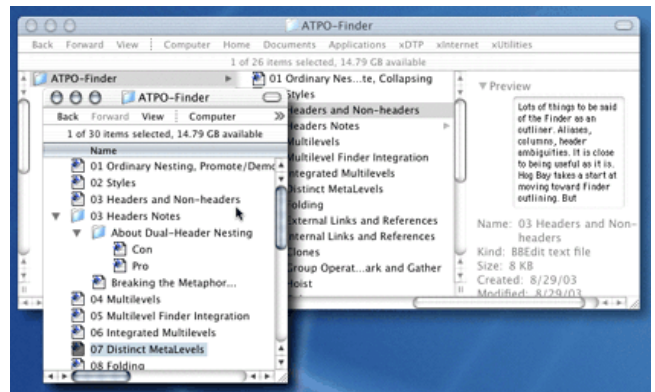 ATPO-Finder
Back Forward View Computer Home Documents Applications xDTP xInternet xUtilities
1 of 26 items selected, 14.79 GB available
ATPO-Finder
01 Ordinary Nes...te, Collapsing
Styles
Headers and Non-headers
Headers Notes
Multilevels
Multilevel Finder Integration
Integrated Multilevels
Distinct MetaLevels
Folding
External Links and References
Internal Links and References
Clones
Group Operat...ark and Gather
Hoist
Preview
Lots of things to be said
of the Finder as an
outliner. Aliases,
columns, header
ambiguities. It is close
to being useful as it is.
Hog Bay takes a start at
moving toward Finder
outlining. But
Name: 03 Headers and Non-
headers
Kind: BBEdit text file
Size: 8 KB
Created: 8/29/03
Modified: 8/29/03
ATPO-Finder
Back Forward View Computer
1 of 30 items selected, 14.79 GB available
Name
01 Ordinary Nesting, Promote/Demo
02 Styles
03 Headers and Non-headers
03 Headers Notes
About Dual-Header Nesting
Con
Pro
Breaking the Metaphor...
04 Multilevels
05 Multilevel Finder Integration
06 Integrated Multilevels
07 Distinct MetaLevels
08 Folding